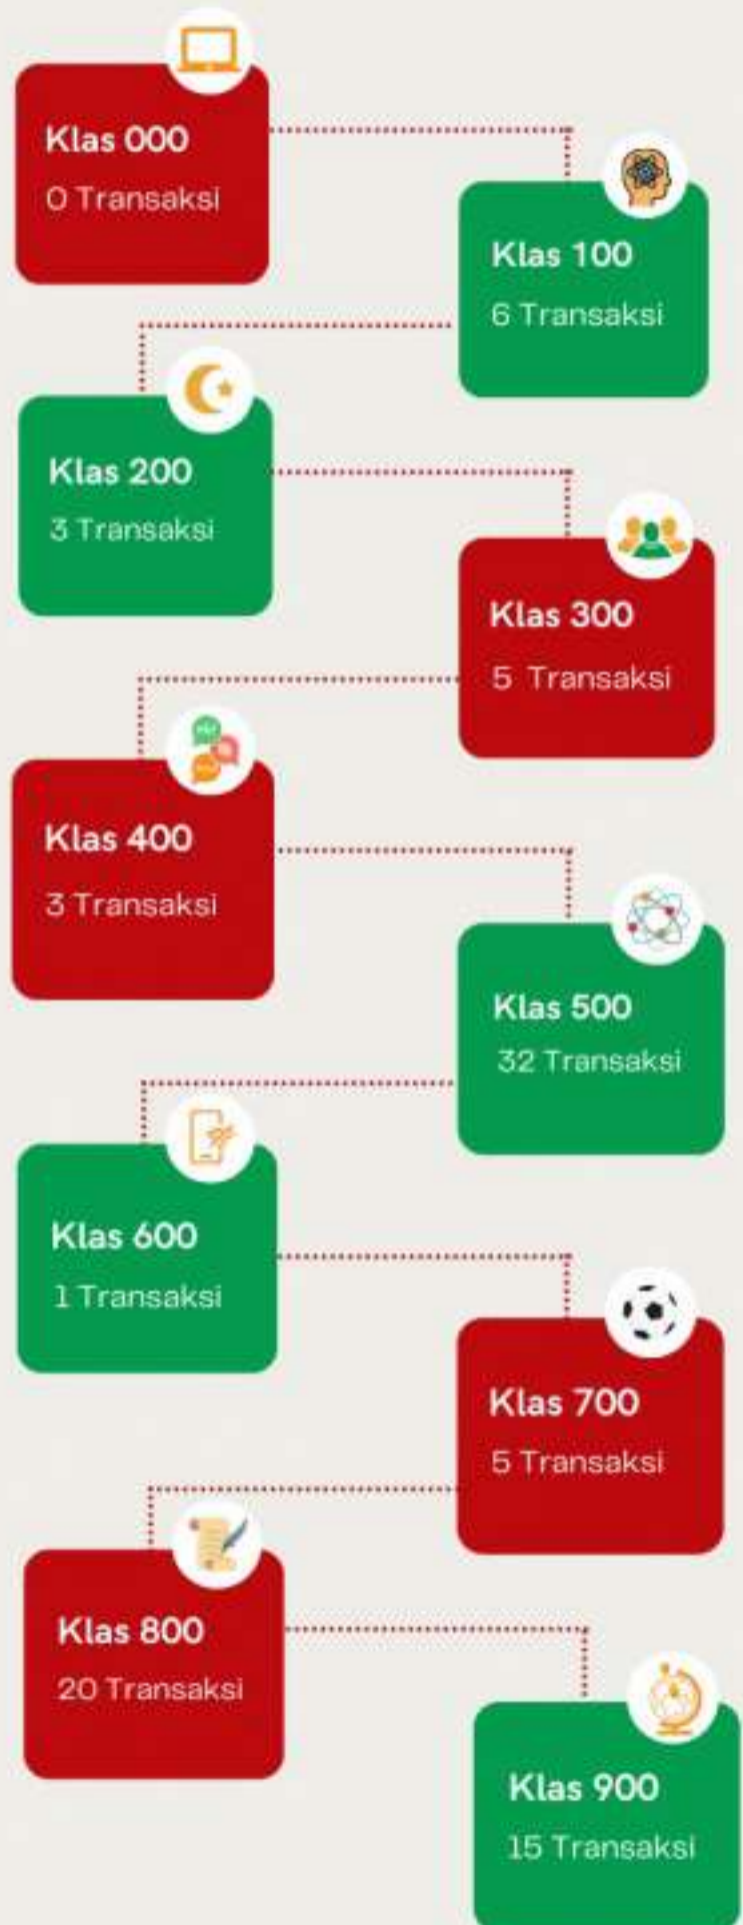 Klas 000
0 Transaksi
Klas 100
6 Transaksi
Klas 200
3 Transaksi
Klas 300
5 Transaksi
Klas 400
3 Transaksi
Klas 500
32 Transaksi
Klas 600
1 Transaksi
Klas 700
5 Transaksi
Klas 800
20 Transaksi
Klas 900
15 Transaksi